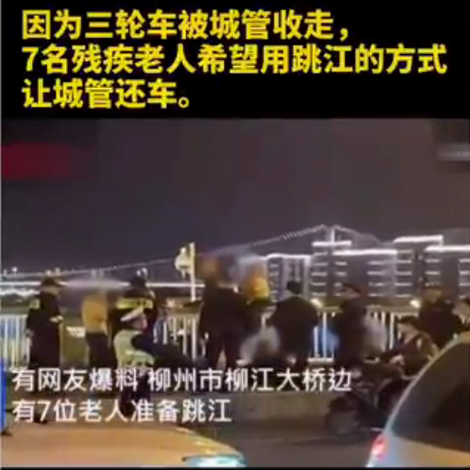 因为三轮车被城管收走，
7名残疾老人希望用跳江的方式
让城管还车。
有网友爆料 柳州市柳江大桥边
有7位老人准备跳江